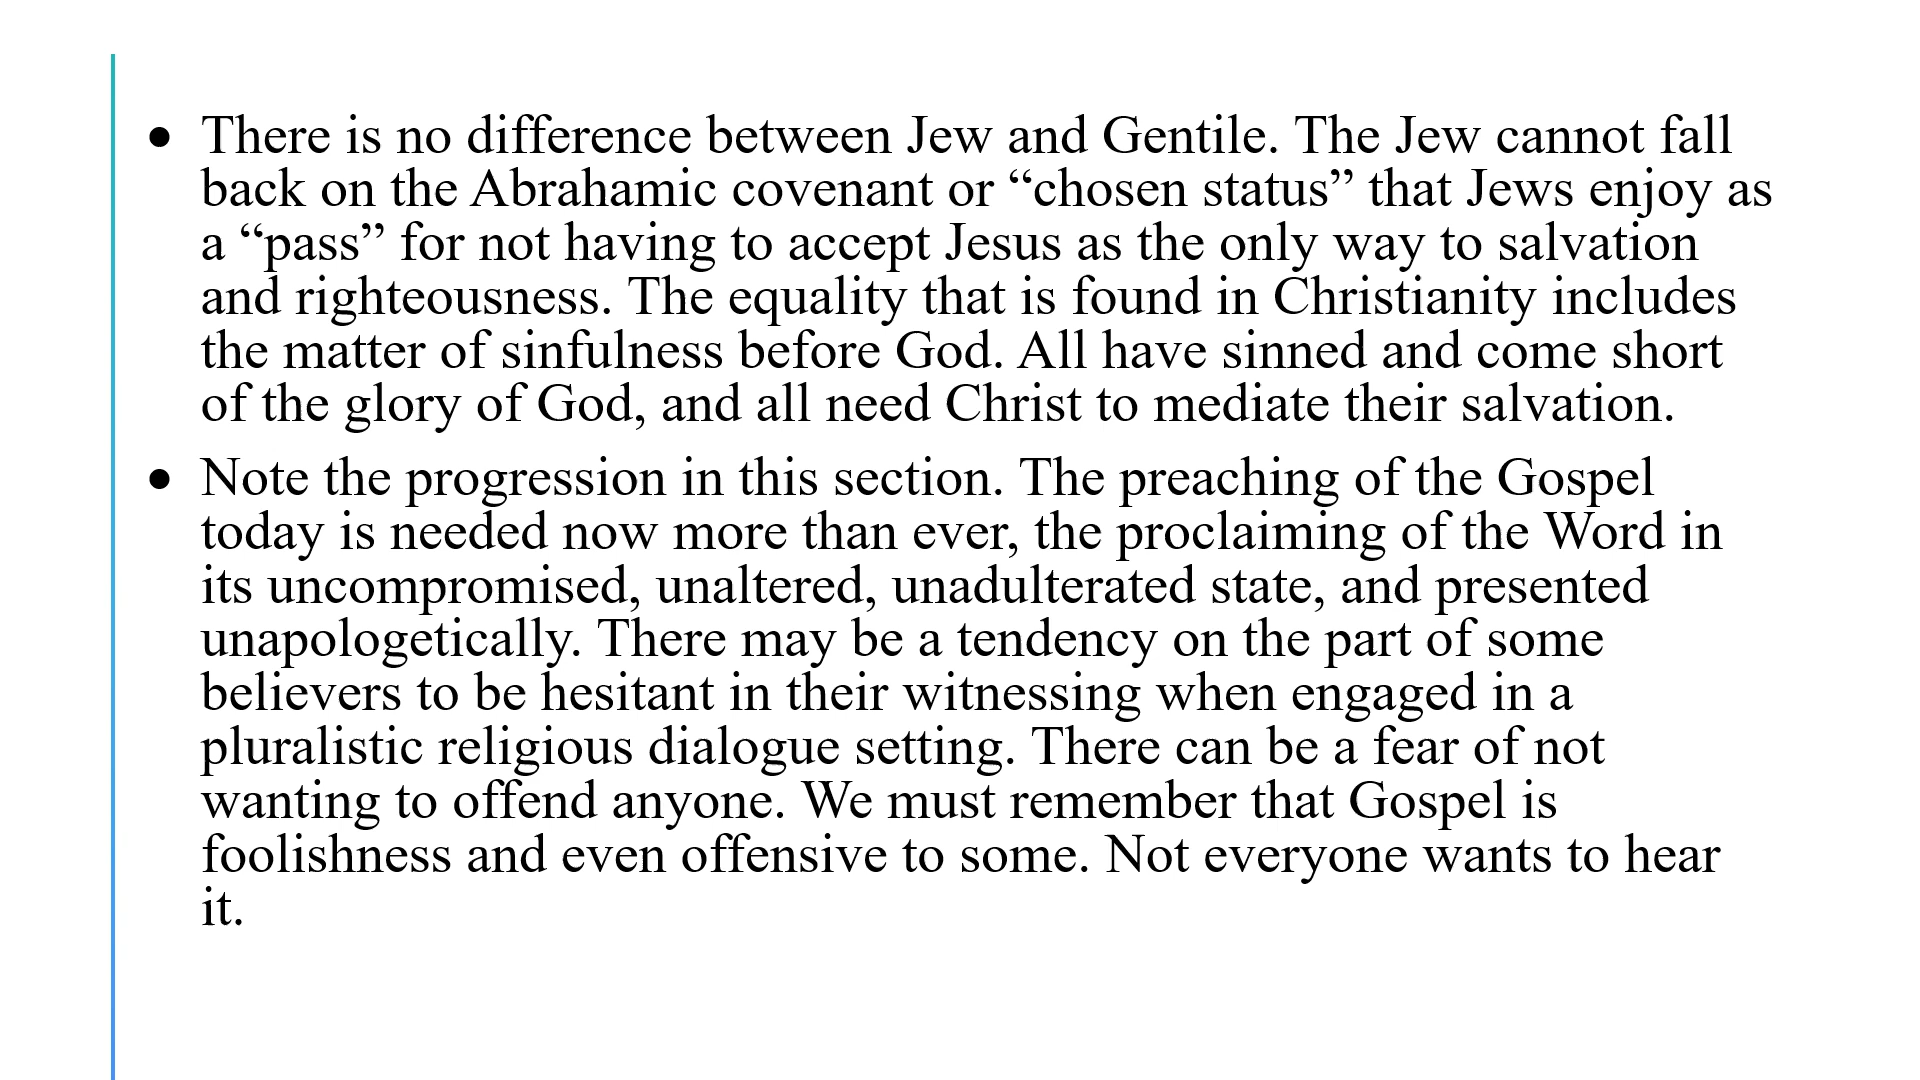 • There is no difference between Jew and Gentile. The Jew cannot fall
back on the Abrahamic covenant or “chosen status” that Jews enjoy as
a “pass” for not having to accept Jesus as the only way to salvation
and righteousness. The equality that is found in Christianity includes
the matter of sinfulness before God. All have sinned and come short
of the glory of God, and all need Christ to mediate their salvation.
• Note the progression in this section. The preaching of the Gospel
today is needed now more than ever, the proclaiming of the Word in
its uncompromised, unaltered, unadulterated state, and presented
unapologetically. There may be a tendency on the part of some
believers to be hesitant in their witnessing when engaged in a
pluralistic religious dialogue setting. There can be a fear of not
wanting to offend anyone. We must remember that Gospel is
foolishness and even offensive to some. Not everyone wants to hear
it.